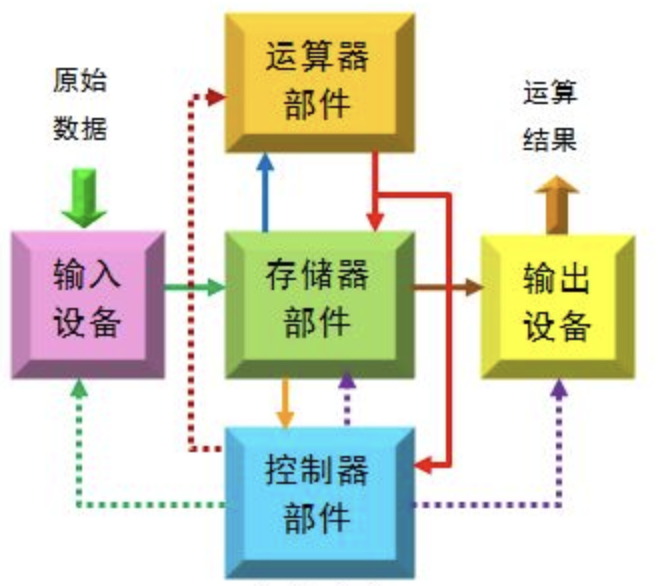 原始
数据
运算器
部件
运算
结果
输入
设备
存储器
部件
输出
设备
控制器
部件